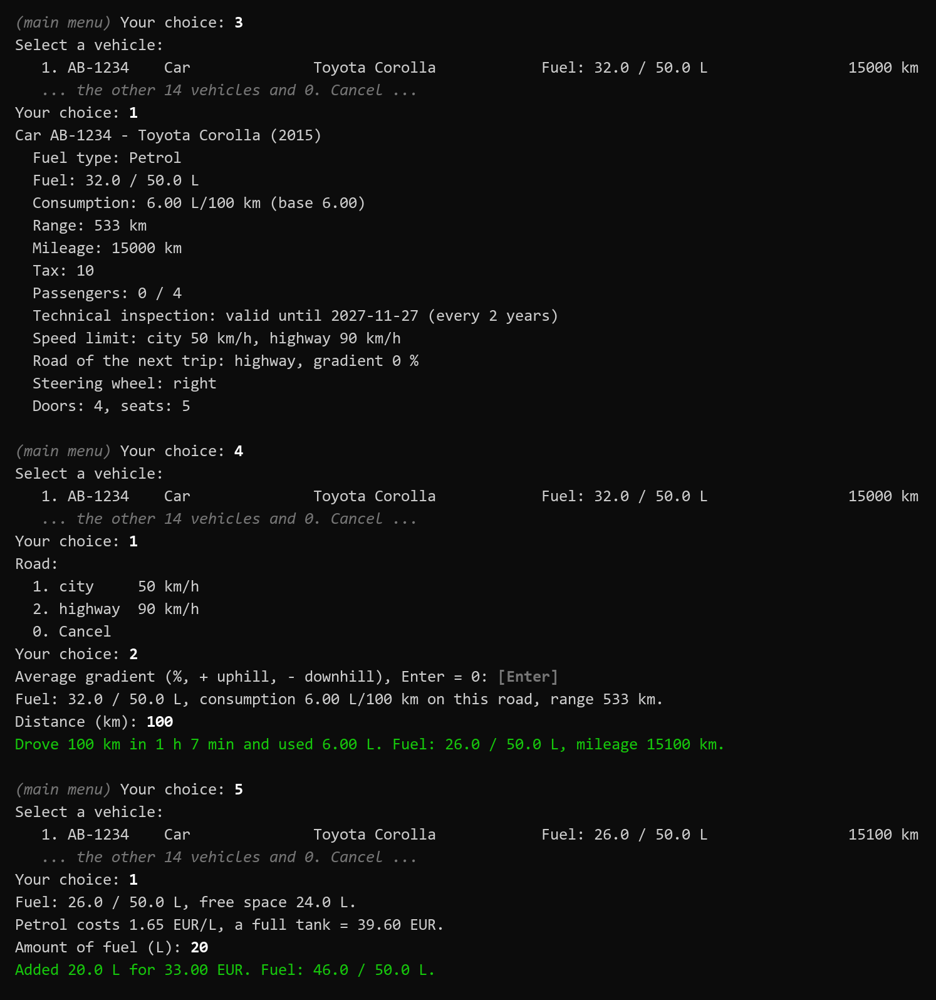 (main menu) Your choice: 3
Select a vehicle:
   1. AB-1234    Car              Toyota Corolla            Fuel: 32.0 / 50.0 L                15000 km
   ... the other 14 vehicles and 0. Cancel ...
Your choice: 1
Car AB-1234 - Toyota Corolla (2015)
  Fuel type: Petrol
  Fuel: 32.0 / 50.0 L
  Consumption: 6.00 L/100 km (base 6.00)
  Range: 533 km
  Mileage: 15000 km
  Tax: 10
  Passengers: 0 / 4
  Technical inspection: valid until 2027-11-27 (every 2 years)
  Speed limit: city 50 km/h, highway 90 km/h
  Road of the next trip: highway, gradient 0 %
  Steering wheel: right
  Doors: 4, seats: 5

(main menu) Your choice: 4
Select a vehicle:
   1. AB-1234    Car              Toyota Corolla            Fuel: 32.0 / 50.0 L                15000 km
   ... the other 14 vehicles and 0. Cancel ...
Your choice: 1
Road:
  1. city     50 km/h
  2. highway  90 km/h
  0. Cancel
Your choice: 2
Average gradient (%, + uphill, - downhill), Enter = 0: [Enter]
Fuel: 32.0 / 50.0 L, consumption 6.00 L/100 km on this road, range 533 km.
Distance (km): 100
Drove 100 km in 1 h 7 min and used 6.00 L. Fuel: 26.0 / 50.0 L, mileage 15100 km.

(main menu) Your choice: 5
Select a vehicle:
   1. AB-1234    Car              Toyota Corolla            Fuel: 26.0 / 50.0 L                15100 km
   ... the other 14 vehicles and 0. Cancel ...
Your choice: 1
Fuel: 26.0 / 50.0 L, free space 24.0 L.
Petrol costs 1.65 EUR/L, a full tank = 39.60 EUR.
Amount of fuel (L): 20
Added 20.0 L for 33.00 EUR. Fuel: 46.0 / 50.0 L.